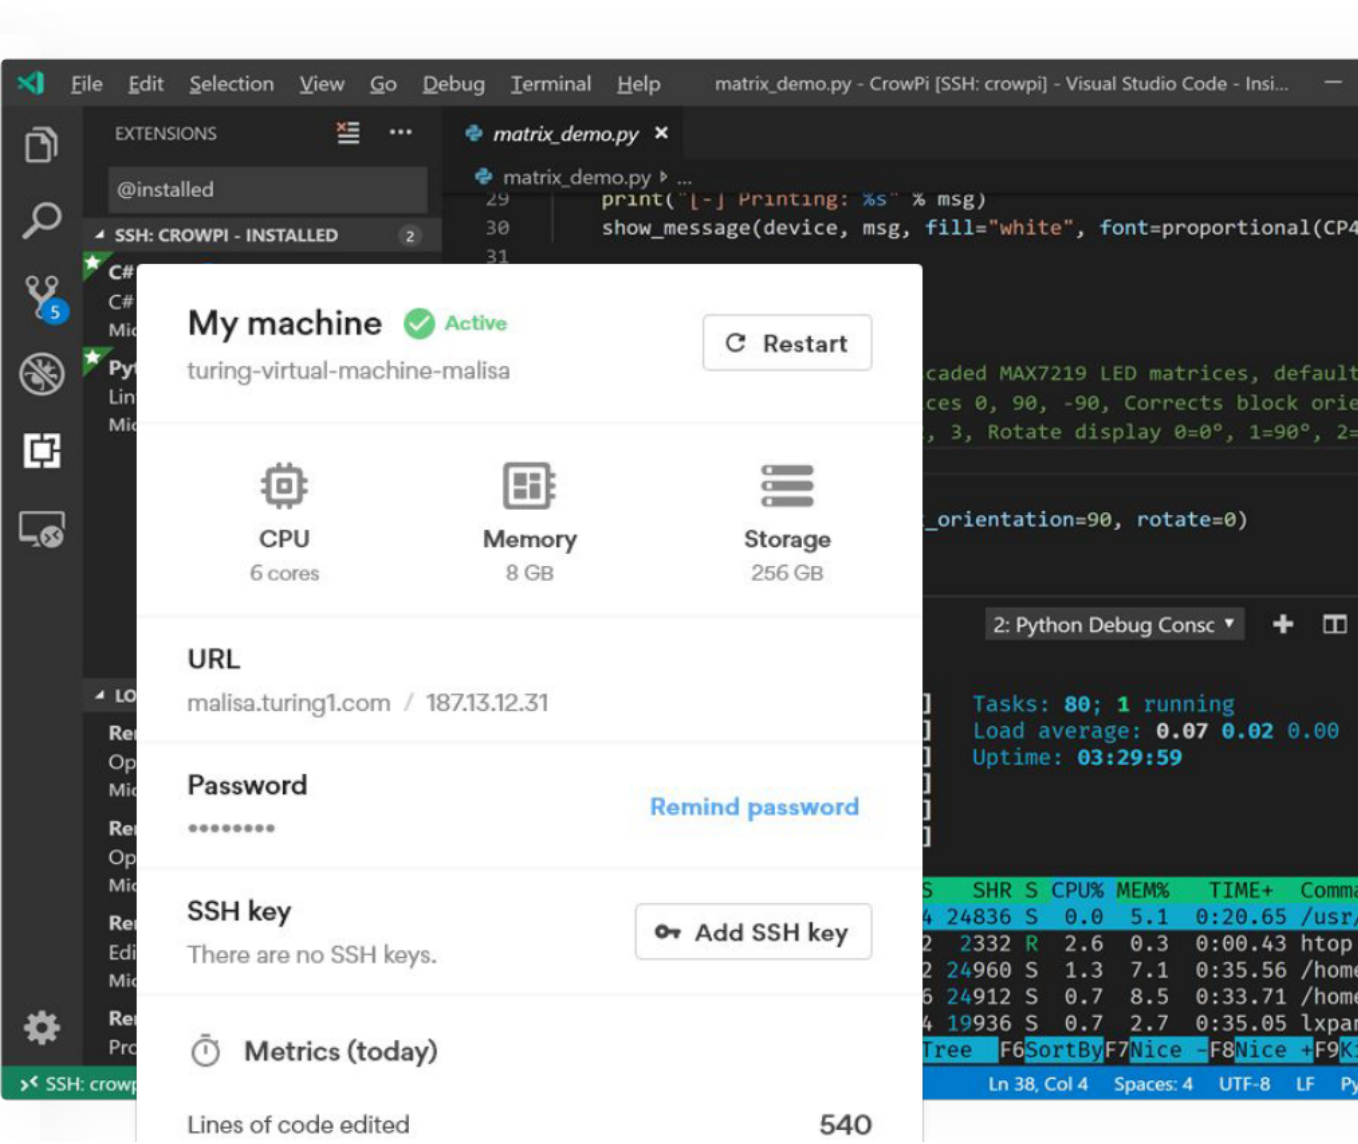 File Edit Selection View Go Debug Terminal Help matrix_demo.py - CrowPi [SSH: crowpi] - Visual Studio Code - Insi...
EXTENSIONS
@installed
SSH: CROWPI - INSTALLED 2
C#
C#
5
matrix_demo.py
matrix_demo.py ...
29 print("[-] Printing: %s" % msg)
30 show_message(device, msg, fill="white", font=proportional(CP4
31
caded MAX7219 LED matrices, default
ces 0, 90, -90, Corrects block orie
, 3, Rotate display 0=0°, 1=90°, 2=
_orientation=90, rotate=0)
My machine Active
turing-virtual-machine-malisa
Restart
CPU
6 cores
Memory
8 GB
Storage
256 GB
URL
malisa.turing1.com / 187.13.12.31
Password
••••••••
Remind password
SSH key
There are no SSH keys.
Add SSH key
Metrics (today)
Lines of code edited 540
2: Python Debug Consc
] Tasks: 80; 1 running
] Load average: 0.07 0.02 0.00
] Uptime: 03:29:59
]
]
]
S SHR S CPU% MEM% TIME+ Comma
4 24836 S 0.0 5.1 0:20.65 /usr/
2 2332 R 2.6 0.3 0:00.43 htop
2 24960 S 1.3 7.1 0:35.56 /home
6 24912 S 0.7 8.5 0:33.71 /home
4 19936 S 0.7 2.7 0:35.05 lxpan
Tree F6SortByF7Nice -F8Nice +F9K
SSH: crowp
Ln 38, Col 4 Spaces: 4 UTF-8 LF Py